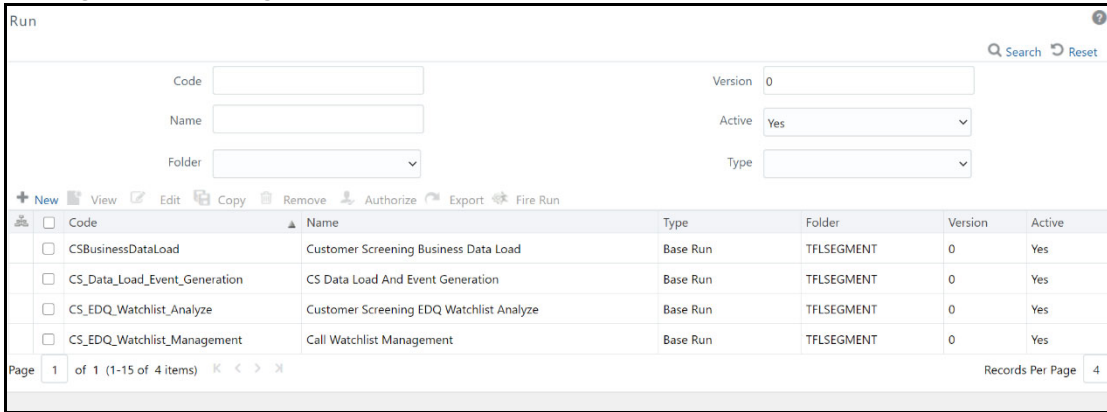 Run
Search Reset
Code Version 0
Name Active Yes
Folder Type
New View Edit Copy Remove Authorize Export Fire Run
Code Name Type Folder Version Active
CSBusinessDataLoad Customer Screening Business Data Load Base Run TFLSEGMENT 0 Yes
CS_Data_Load_Event_Generation CS Data Load And Event Generation Base Run TFLSEGMENT 0 Yes
CS_EDQ_Watchlist_Analyze Customer Screening EDQ Watchlist Analyze Base Run TFLSEGMENT 0 Yes
CS_EDQ_Watchlist_Management Call Watchlist Management Base Run TFLSEGMENT 0 Yes
Page 1 of 1 (1-15 of 4 items) Records Per Page 4